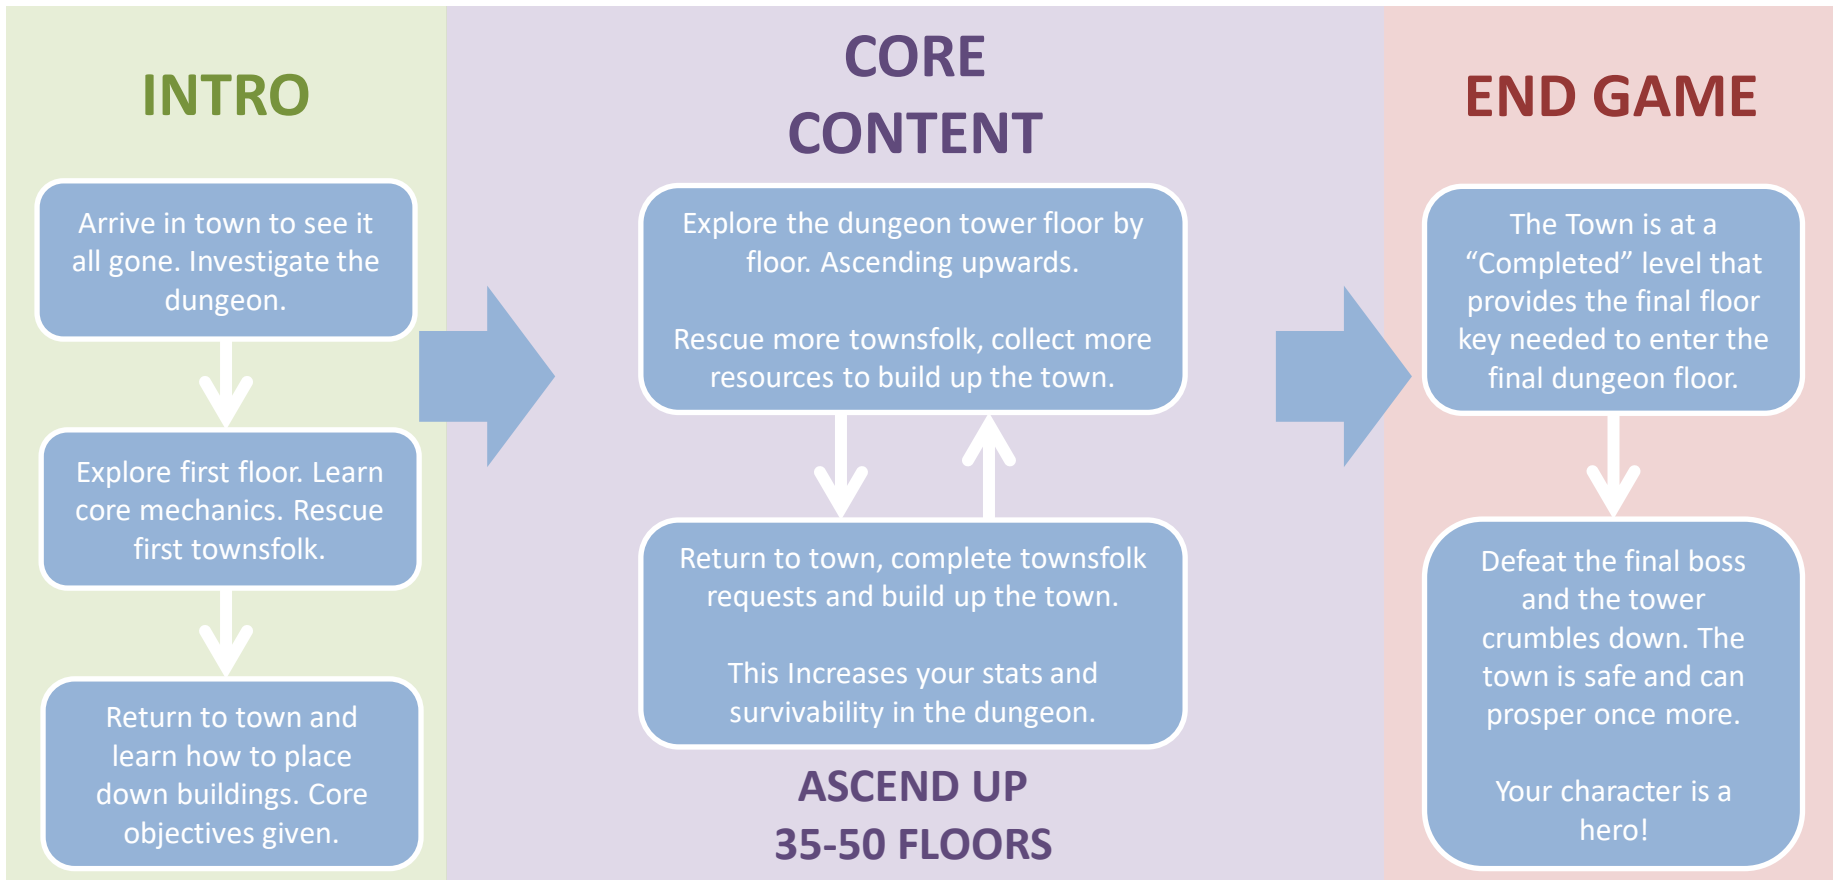 INTRO
Arrive in town to see it
all gone. Investigate the
dungeon.
Explore first floor. Learn
core mechanics. Rescue
first townsfolk.
Return to town and
learn how to place
down buildings. Core
objectives given.
CORE
CONTENT
Explore the dungeon tower floor by
floor. Ascending upwards.
Rescue more townsfolk, collect more
resources to build up the town.
Return to town, complete townsfolk
requests and build up the town.
This Increases your stats and
survivability in the dungeon.
ASCEND UP
35-50 FLOORS
END GAME
The Town is at a
“Completed” level that
provides the final floor
key needed to enter the
final dungeon floor.
Defeat the final boss
and the tower
crumbles down. The
town is safe and can
prosper once more.
Your character is a
hero!